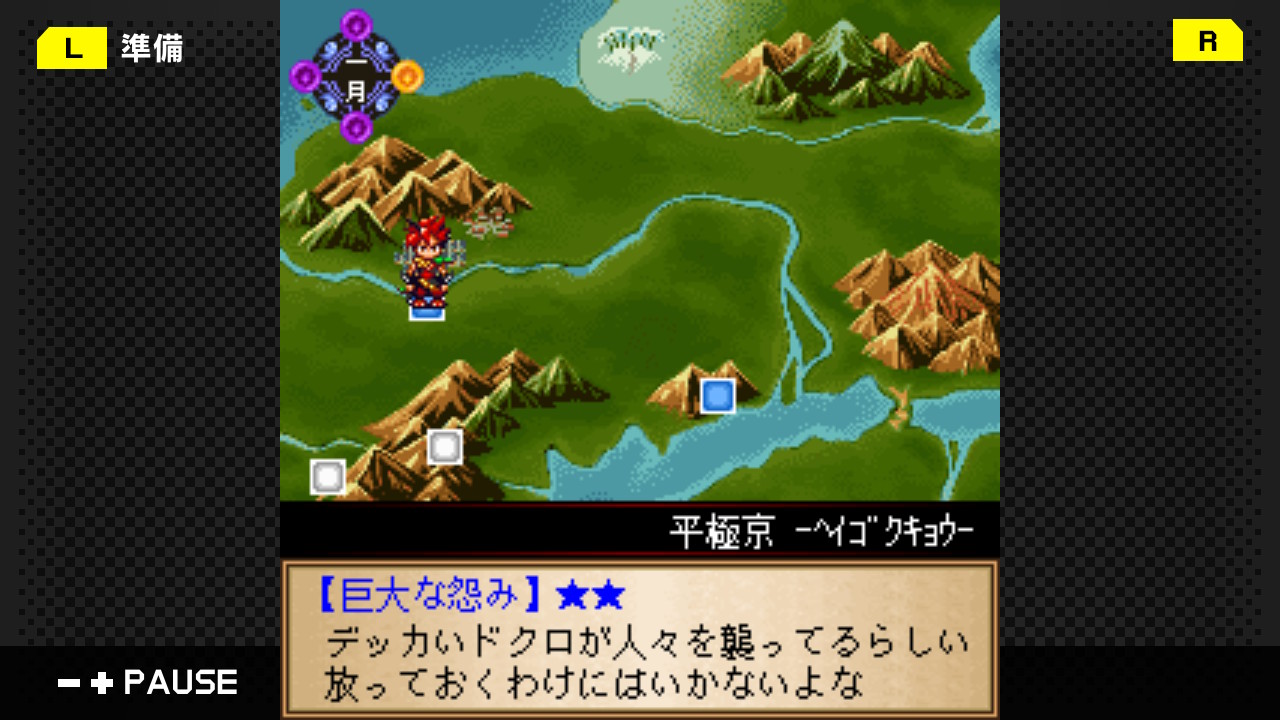 L 準備
R
一月
平極京 ーﾍｲｺﾞｸｷｮｳー
【巨大な怨み】★★
デッカいドクロが人々を襲ってるらしい
放っておくわけにはいかないよな
− + PAUSE